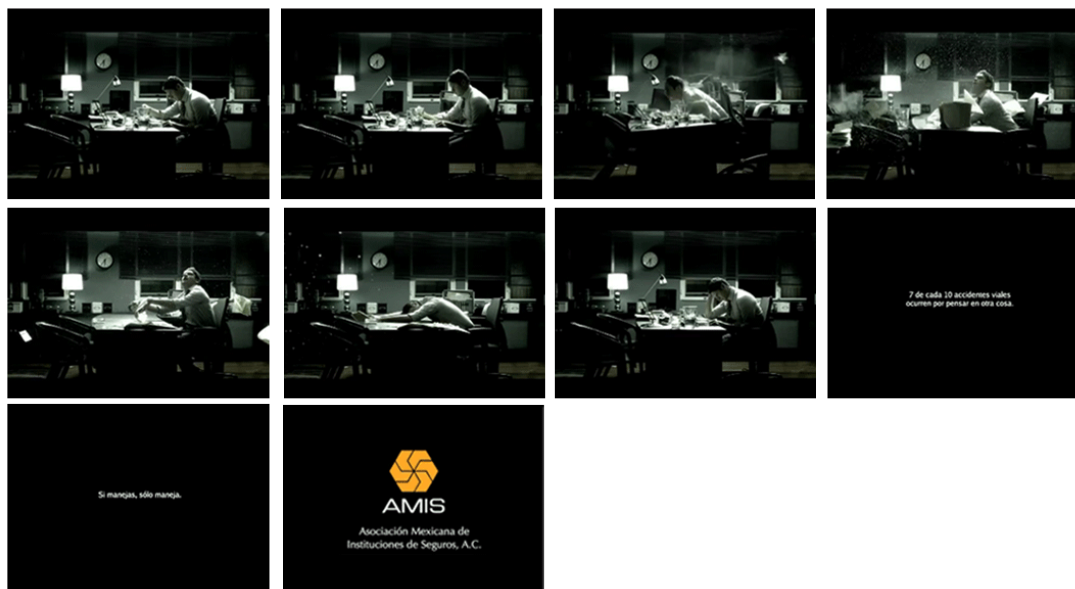 7 de cada 10 accidentes viales
ocurren por pensar en otra cosa.
Si manejas, sólo maneja.
AMIS
Asociación Mexicana de
Instituciones de Seguros, A.C.